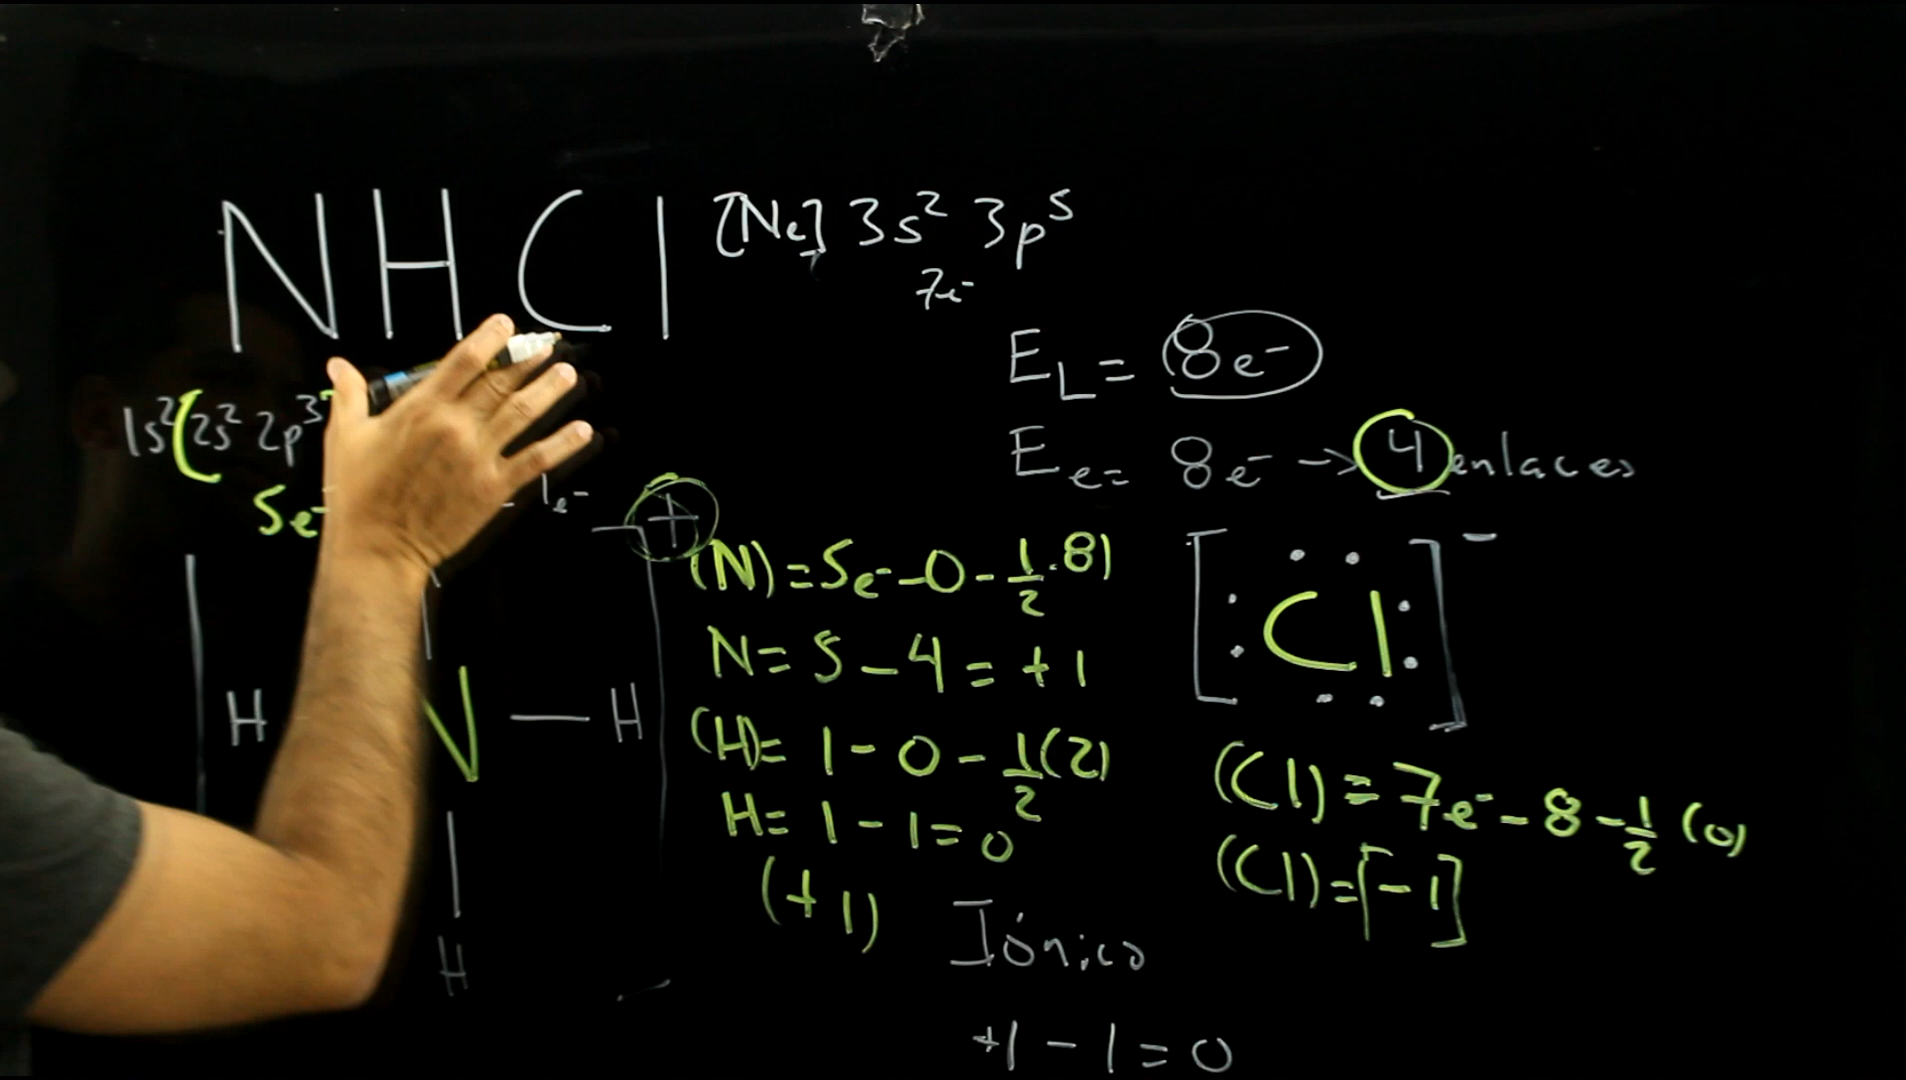 NHCl [Ne] 3s² 3p⁵
7e⁻
E_L = 8e⁻
1s² (2s² 2p³
E_e = 8e⁻ → 4 enlaces
5e⁻ 1e⁻
+
(N) = 5e⁻ - 0 - 1/2 · 8)
N = 5 - 4 = +1
[:Cl:]⁻
H N — H
(H) = 1 - 0 - 1/2 (2)
H = 1 - 1 = 0
(Cl) = 7e⁻ - 8 - 1/2 (0)
(+1)
(Cl) = [-1]
H
Iónico
+1 - 1 = 0